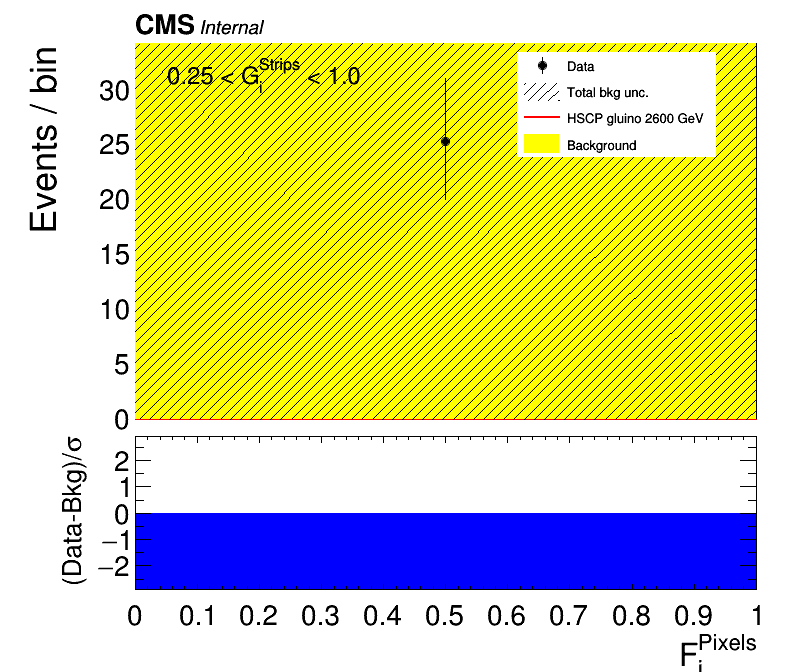 CMS Internal
0.25 < G_i^Strips < 1.0
Data
Total bkg unc.
HSCP gluino 2600 GeV
Background
Events / bin
30
25
20
15
10
5
0
(Data-Bkg)/σ
2
1
0
−1
−2
0 0.1 0.2 0.3 0.4 0.5 0.6 0.7 0.8 0.9 1
F_i^Pixels